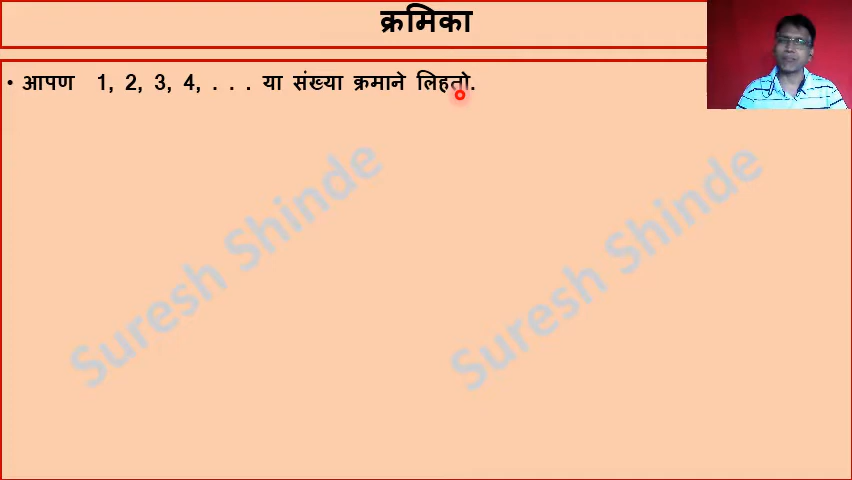 क्रमिका
• आपण 1, 2, 3, 4, . . . या संख्या क्रमाने लिहतो.
Suresh Shinde
Suresh Shinde